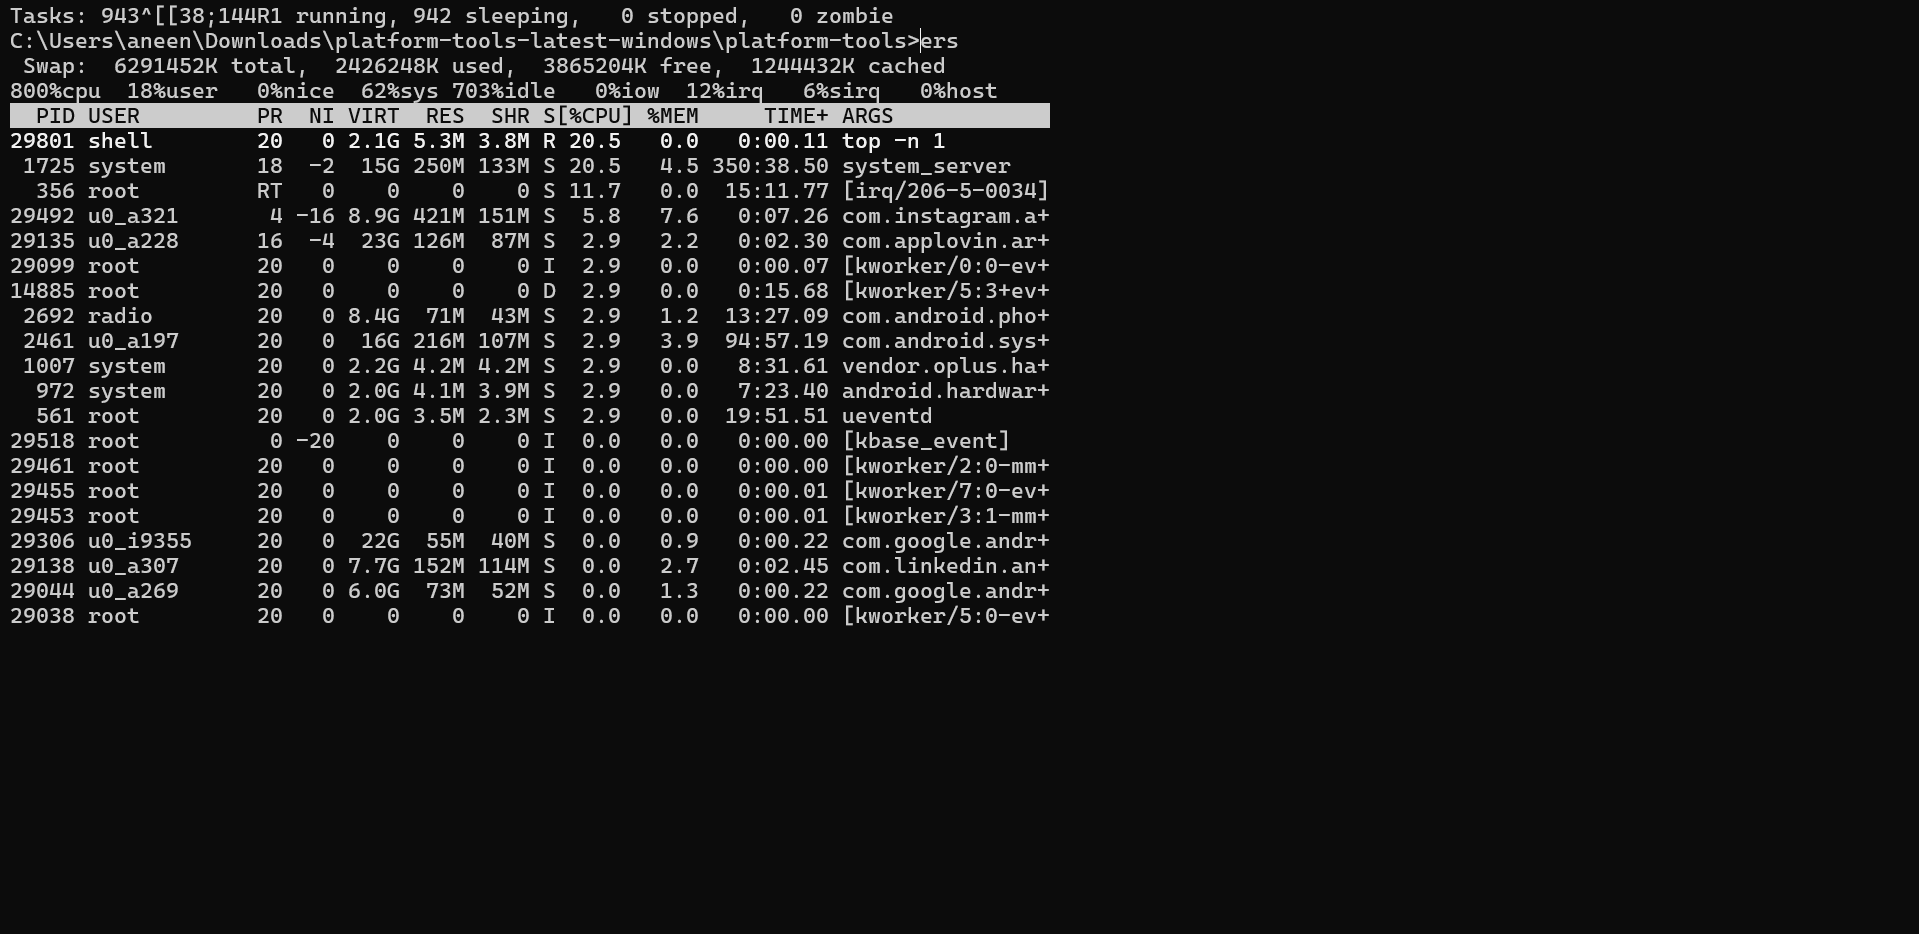 Tasks: 943^[[38;144R1 running, 942 sleeping,   0 stopped,   0 zombie
C:\Users\aneen\Downloads\platform-tools-latest-windows\platform-tools>ers
 Swap:  6291452K total,  2426248K used,  3865204K free,  1244432K cached
800%cpu  18%user   0%nice  62%sys 703%idle   0%iow  12%irq   6%sirq   0%host
  PID USER         PR  NI VIRT  RES  SHR S[%CPU] %MEM     TIME+ ARGS
29801 shell        20   0 2.1G 5.3M 3.8M R 20.5   0.0   0:00.11 top -n 1
 1725 system       18  -2  15G 250M 133M S 20.5   4.5 350:38.50 system_server
  356 root         RT   0    0    0    0 S 11.7   0.0  15:11.77 [irq/206-5-0034]
29492 u0_a321       4 -16 8.9G 421M 151M S  5.8   7.6   0:07.26 com.instagram.a+
29135 u0_a228      16  -4  23G 126M  87M S  2.9   2.2   0:02.30 com.applovin.ar+
29099 root         20   0    0    0    0 I  2.9   0.0   0:00.07 [kworker/0:0-ev+
14885 root         20   0    0    0    0 D  2.9   0.0   0:15.68 [kworker/5:3+ev+
 2692 radio        20   0 8.4G  71M  43M S  2.9   1.2  13:27.09 com.android.pho+
 2461 u0_a197      20   0  16G 216M 107M S  2.9   3.9  94:57.19 com.android.sys+
 1007 system       20   0 2.2G 4.2M 4.2M S  2.9   0.0   8:31.61 vendor.oplus.ha+
  972 system       20   0 2.0G 4.1M 3.9M S  2.9   0.0   7:23.40 android.hardwar+
  561 root         20   0 2.0G 3.5M 2.3M S  2.9   0.0  19:51.51 ueventd
29518 root          0 -20    0    0    0 I  0.0   0.0   0:00.00 [kbase_event]
29461 root         20   0    0    0    0 I  0.0   0.0   0:00.00 [kworker/2:0-mm+
29455 root         20   0    0    0    0 I  0.0   0.0   0:00.01 [kworker/7:0-ev+
29453 root         20   0    0    0    0 I  0.0   0.0   0:00.01 [kworker/3:1-mm+
29306 u0_i9355     20   0  22G  55M  40M S  0.0   0.9   0:00.22 com.google.andr+
29138 u0_a307      20   0 7.7G 152M 114M S  0.0   2.7   0:02.45 com.linkedin.an+
29044 u0_a269      20   0 6.0G  73M  52M S  0.0   1.3   0:00.22 com.google.andr+
29038 root         20   0    0    0    0 I  0.0   0.0   0:00.00 [kworker/5:0-ev+